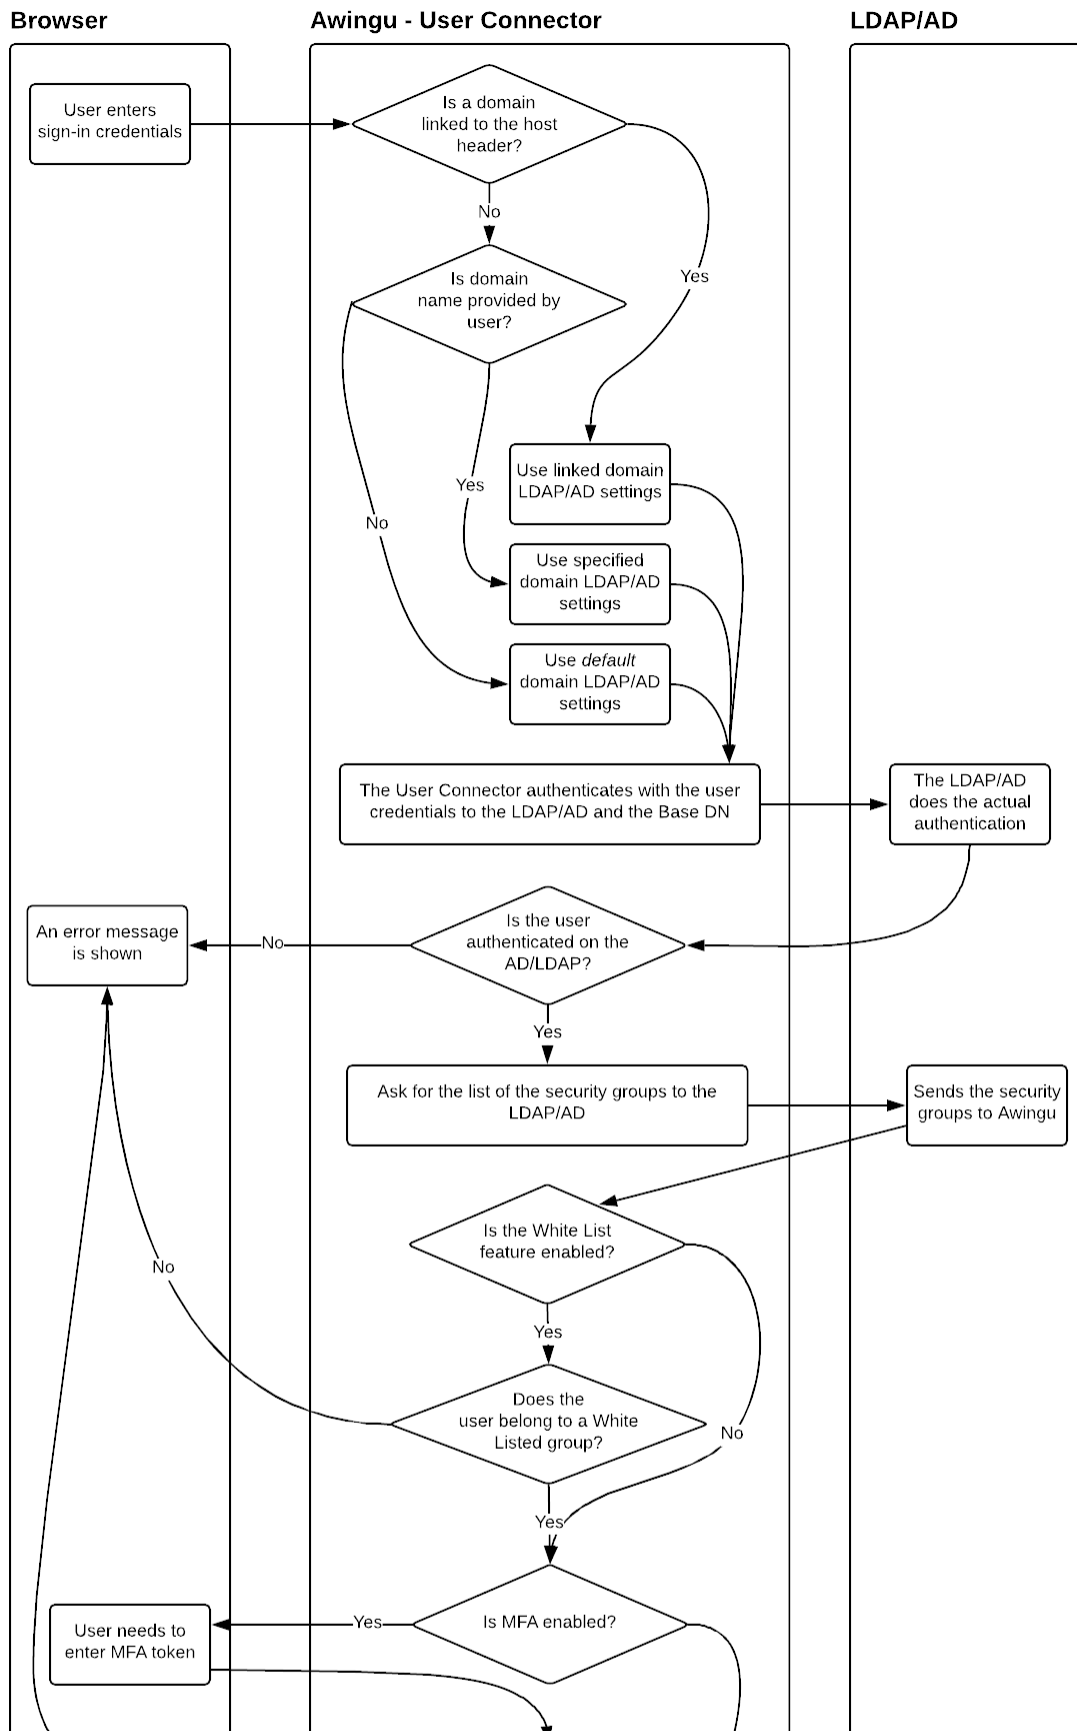 Browser
Awingu - User Connector
LDAP/AD
User enters
sign-in credentials
Is a domain
linked to the host
header?
No
Yes
Is domain
name provided by
user?
Yes
No
Use linked domain
LDAP/AD settings
Use specified
domain LDAP/AD
settings
Use default
domain LDAP/AD
settings
The User Connector authenticates with the user
credentials to the LDAP/AD and the Base DN
The LDAP/AD
does the actual
authentication
Is the user
authenticated on the
AD/LDAP?
No
An error message
is shown
Yes
Ask for the list of the security groups to the
LDAP/AD
Sends the security
groups to Awingu
Is the White List
feature enabled?
Yes
No
Does the
user belong to a White
Listed group?
No
Yes
Is MFA enabled?
Yes
User needs to
enter MFA token